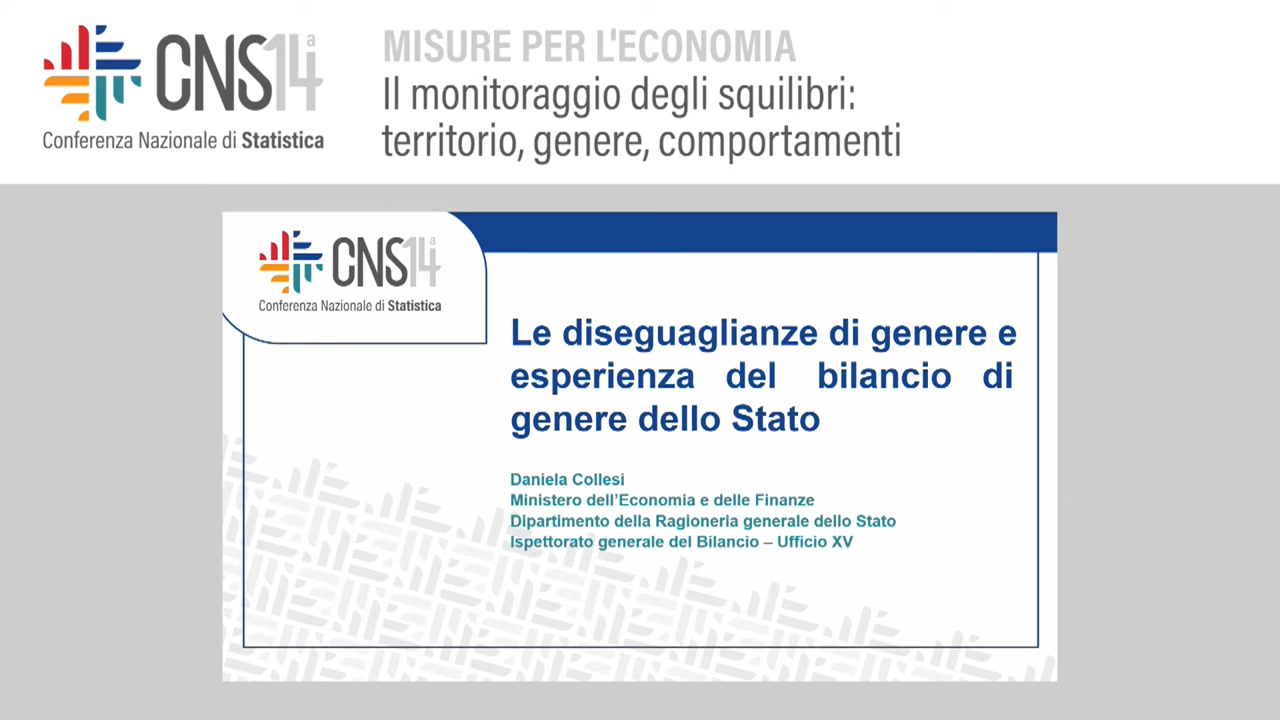 CNS14a
Conferenza Nazionale di Statistica
MISURE PER L'ECONOMIA
Il monitoraggio degli squilibri:
territorio, genere, comportamenti
CNS14a
Conferenza Nazionale di Statistica
Le diseguaglianze di genere e
esperienza del bilancio di
genere dello Stato
Daniela Collesi
Ministero dell'Economia e delle Finanze
Dipartimento della Ragioneria generale dello Stato
Ispettorato generale del Bilancio – Ufficio XV